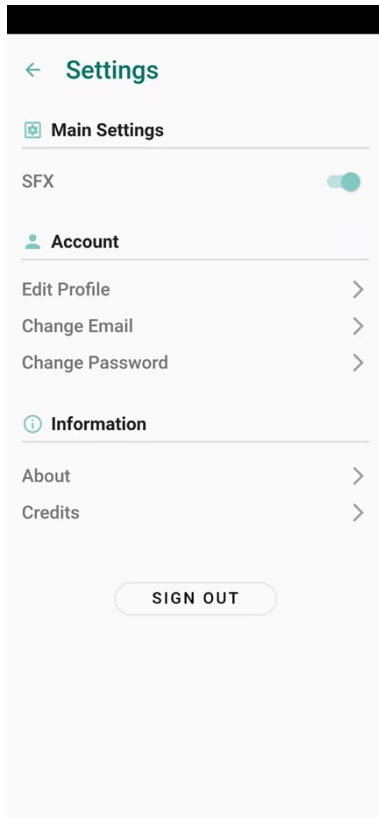 Settings
Main Settings
SFX
Account
Edit Profile
Change Email
Change Password
Information
About
Credits
SIGN OUT